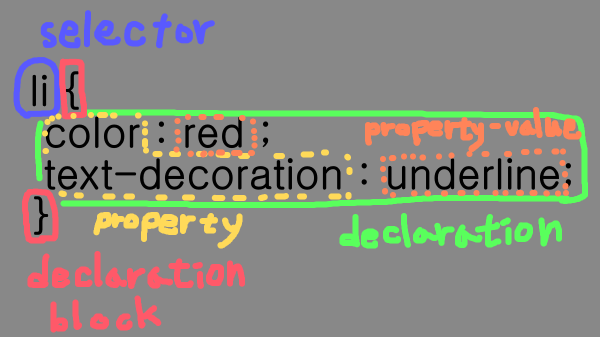 selector
li {
color : red ;
property-value
text-decoration : underline;
}
property
declaration
declaration
block